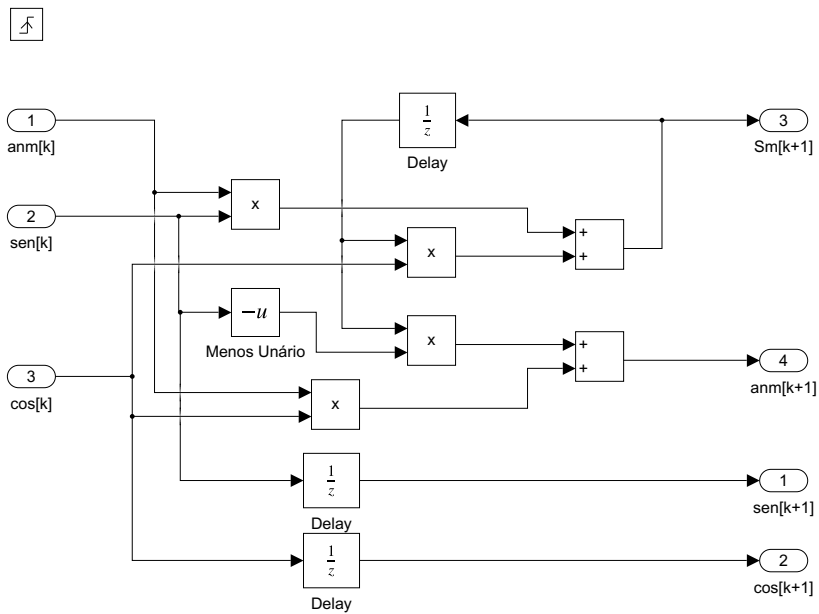 1
anm[k]
1
z
Delay
3
Sm[k+1]
x
2
sen[k]
x
+
+
-u
Menos Unário
x
+
+
3
cos[k]
x
4
anm[k+1]
1
z
Delay
1
sen[k+1]
1
z
Delay
2
cos[k+1]